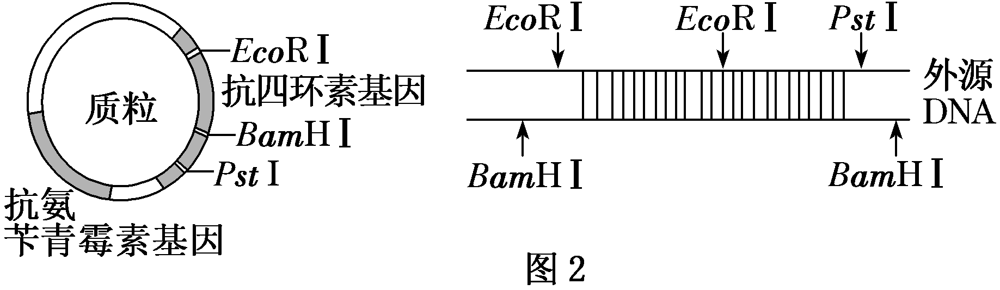 EcoRⅠ
抗四环素基因
质粒
BamHⅠ
PstⅠ
抗氨
苄青霉素基因
EcoRⅠ
EcoRⅠ
PstⅠ
外源
DNA
BamHⅠ
BamHⅠ
图2